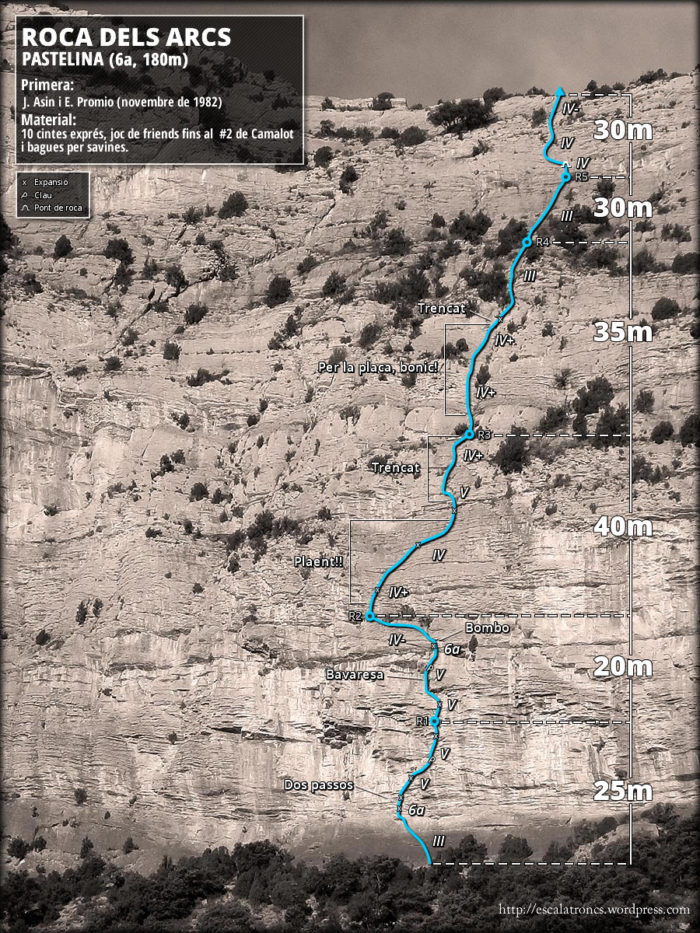 ROCA DELS ARCS
PASTELINA (6a, 180m)
Primera:
J. Asin i E. Promio (novembre de 1982)
Material:
10 cintes exprés, joc de friends fins al #2 de Camalot
i bagues per savines.
x Expansió
Clau
Pont de roca
IV-
30m
IV
IV
R5
30m
III
R4
III
Trencat
35m
IV+
Per la placa, bonic!
IV+
R3
IV+
Trencat
V
40m
IV
Plaent!!
IV+
R2
Bombo
IV-
6a
20m
Bavaresa
V
V
R1
V
Dos passos
V
25m
6a
III
http://escalatroncs.wordpress.com